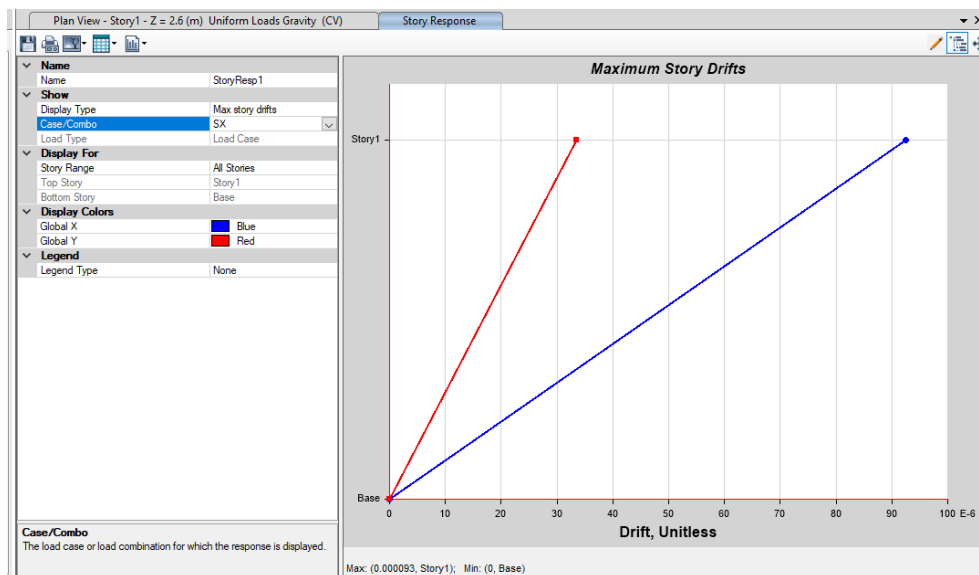 Plan View - Story1 - Z = 2.6 (m) Uniform Loads Gravity (CV)
Story Response
Name
Name StoryResp1
Show
Display Type Max story drifts
Case/Combo SX
Load Type Load Case
Display For
Story Range All Stories
Top Story Story1
Bottom Story Base
Display Colors
Global X Blue
Global Y Red
Legend
Legend Type None
Case/Combo
The load case or load combination for which the response is displayed.
Maximum Story Drifts
Story1
Base
0 10 20 30 40 50 60 70 80 90 100 E-6
Drift, Unitless
Max: (0.000093, Story1); Min: (0, Base)